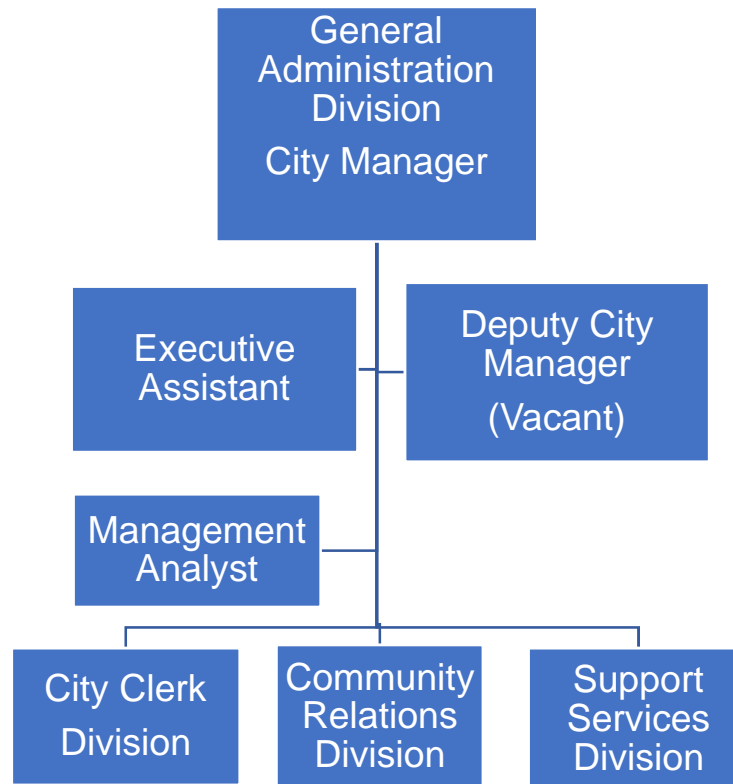 General
Administration
Division
City Manager
Executive
Assistant
Deputy City
Manager
(Vacant)
Management
Analyst
City Clerk
Division
Community
Relations
Division
Support
Services
Division